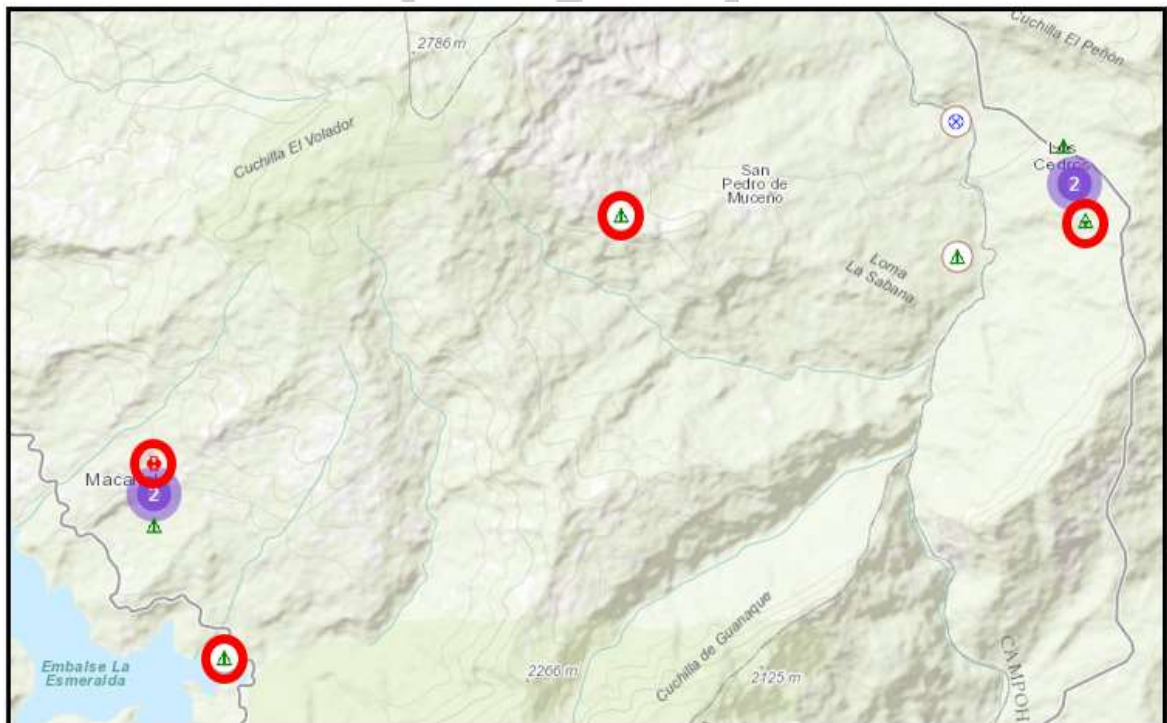 Cuchilla El Peñón
2786 m
Cuchilla El Volador
San
Pedro de
Muceño
2
Loma
La Sabana
2
Embalse La
Esmeralda
2266 m
Cuchilla de Guanaque
2125 m
CAMPOH